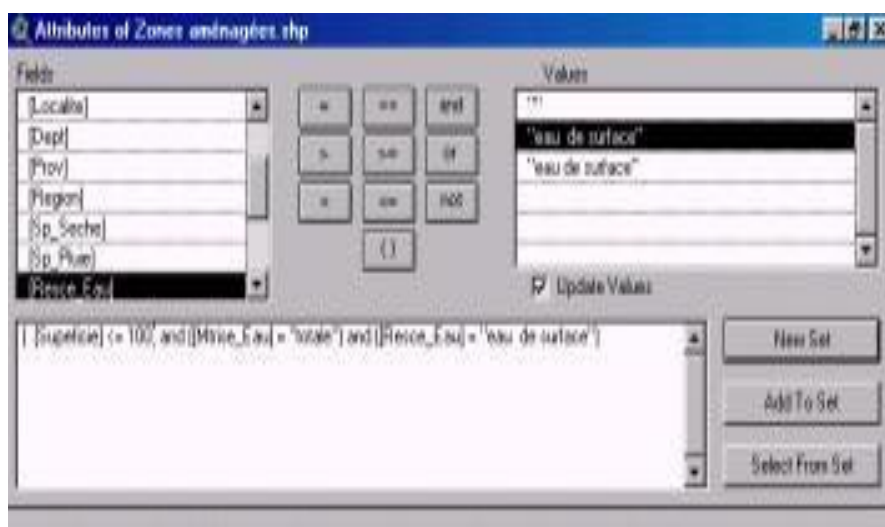 Attributes of Zones aménagées.shp
Fields
Values
[Localite]
[Dept]
[Prov]
[Region]
[Sp_Seche]
[Sp_Pluie]
[Resce_Eau]
and
or
not
( )
""
"eau de surface"
"eau de surface"
Update Values
( [Superficie] <= 100) and ([Mtrise_Eau] = "totale") and ([Resce_Eau] = "eau de surface")
New Set
Add To Set
Select From Set